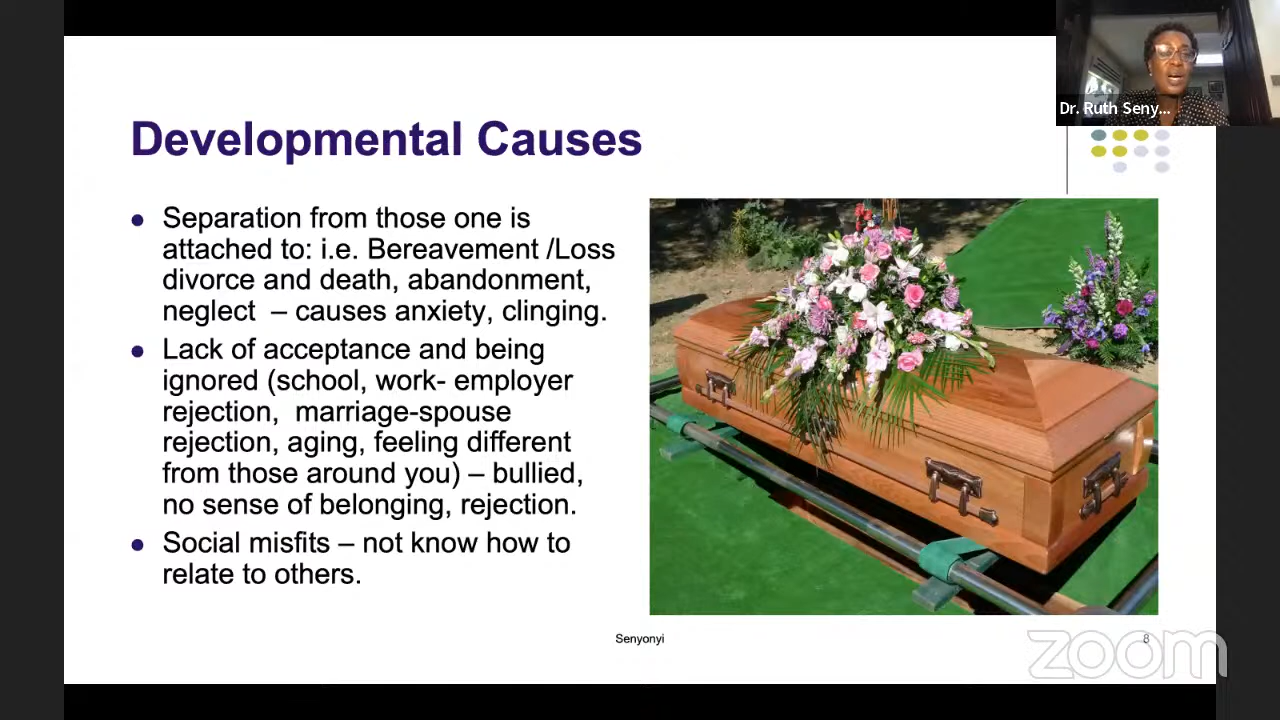 Dr. Ruth Seny...
Developmental Causes
Separation from those one is
attached to: i.e. Bereavement /Loss
divorce and death, abandonment,
neglect – causes anxiety, clinging.
Lack of acceptance and being
ignored (school, work- employer
rejection, marriage-spouse
rejection, aging, feeling different
from those around you) – bullied,
no sense of belonging, rejection.
Social misfits – not know how to
relate to others.
Senyonyi
8
zoom